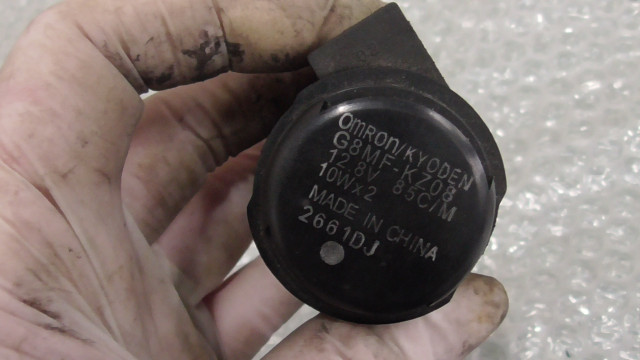 OmRon/KYODEN
G8MF-KZ08
12.8V 85C/M
10Wx2
MADE IN CHINA
2661DJ